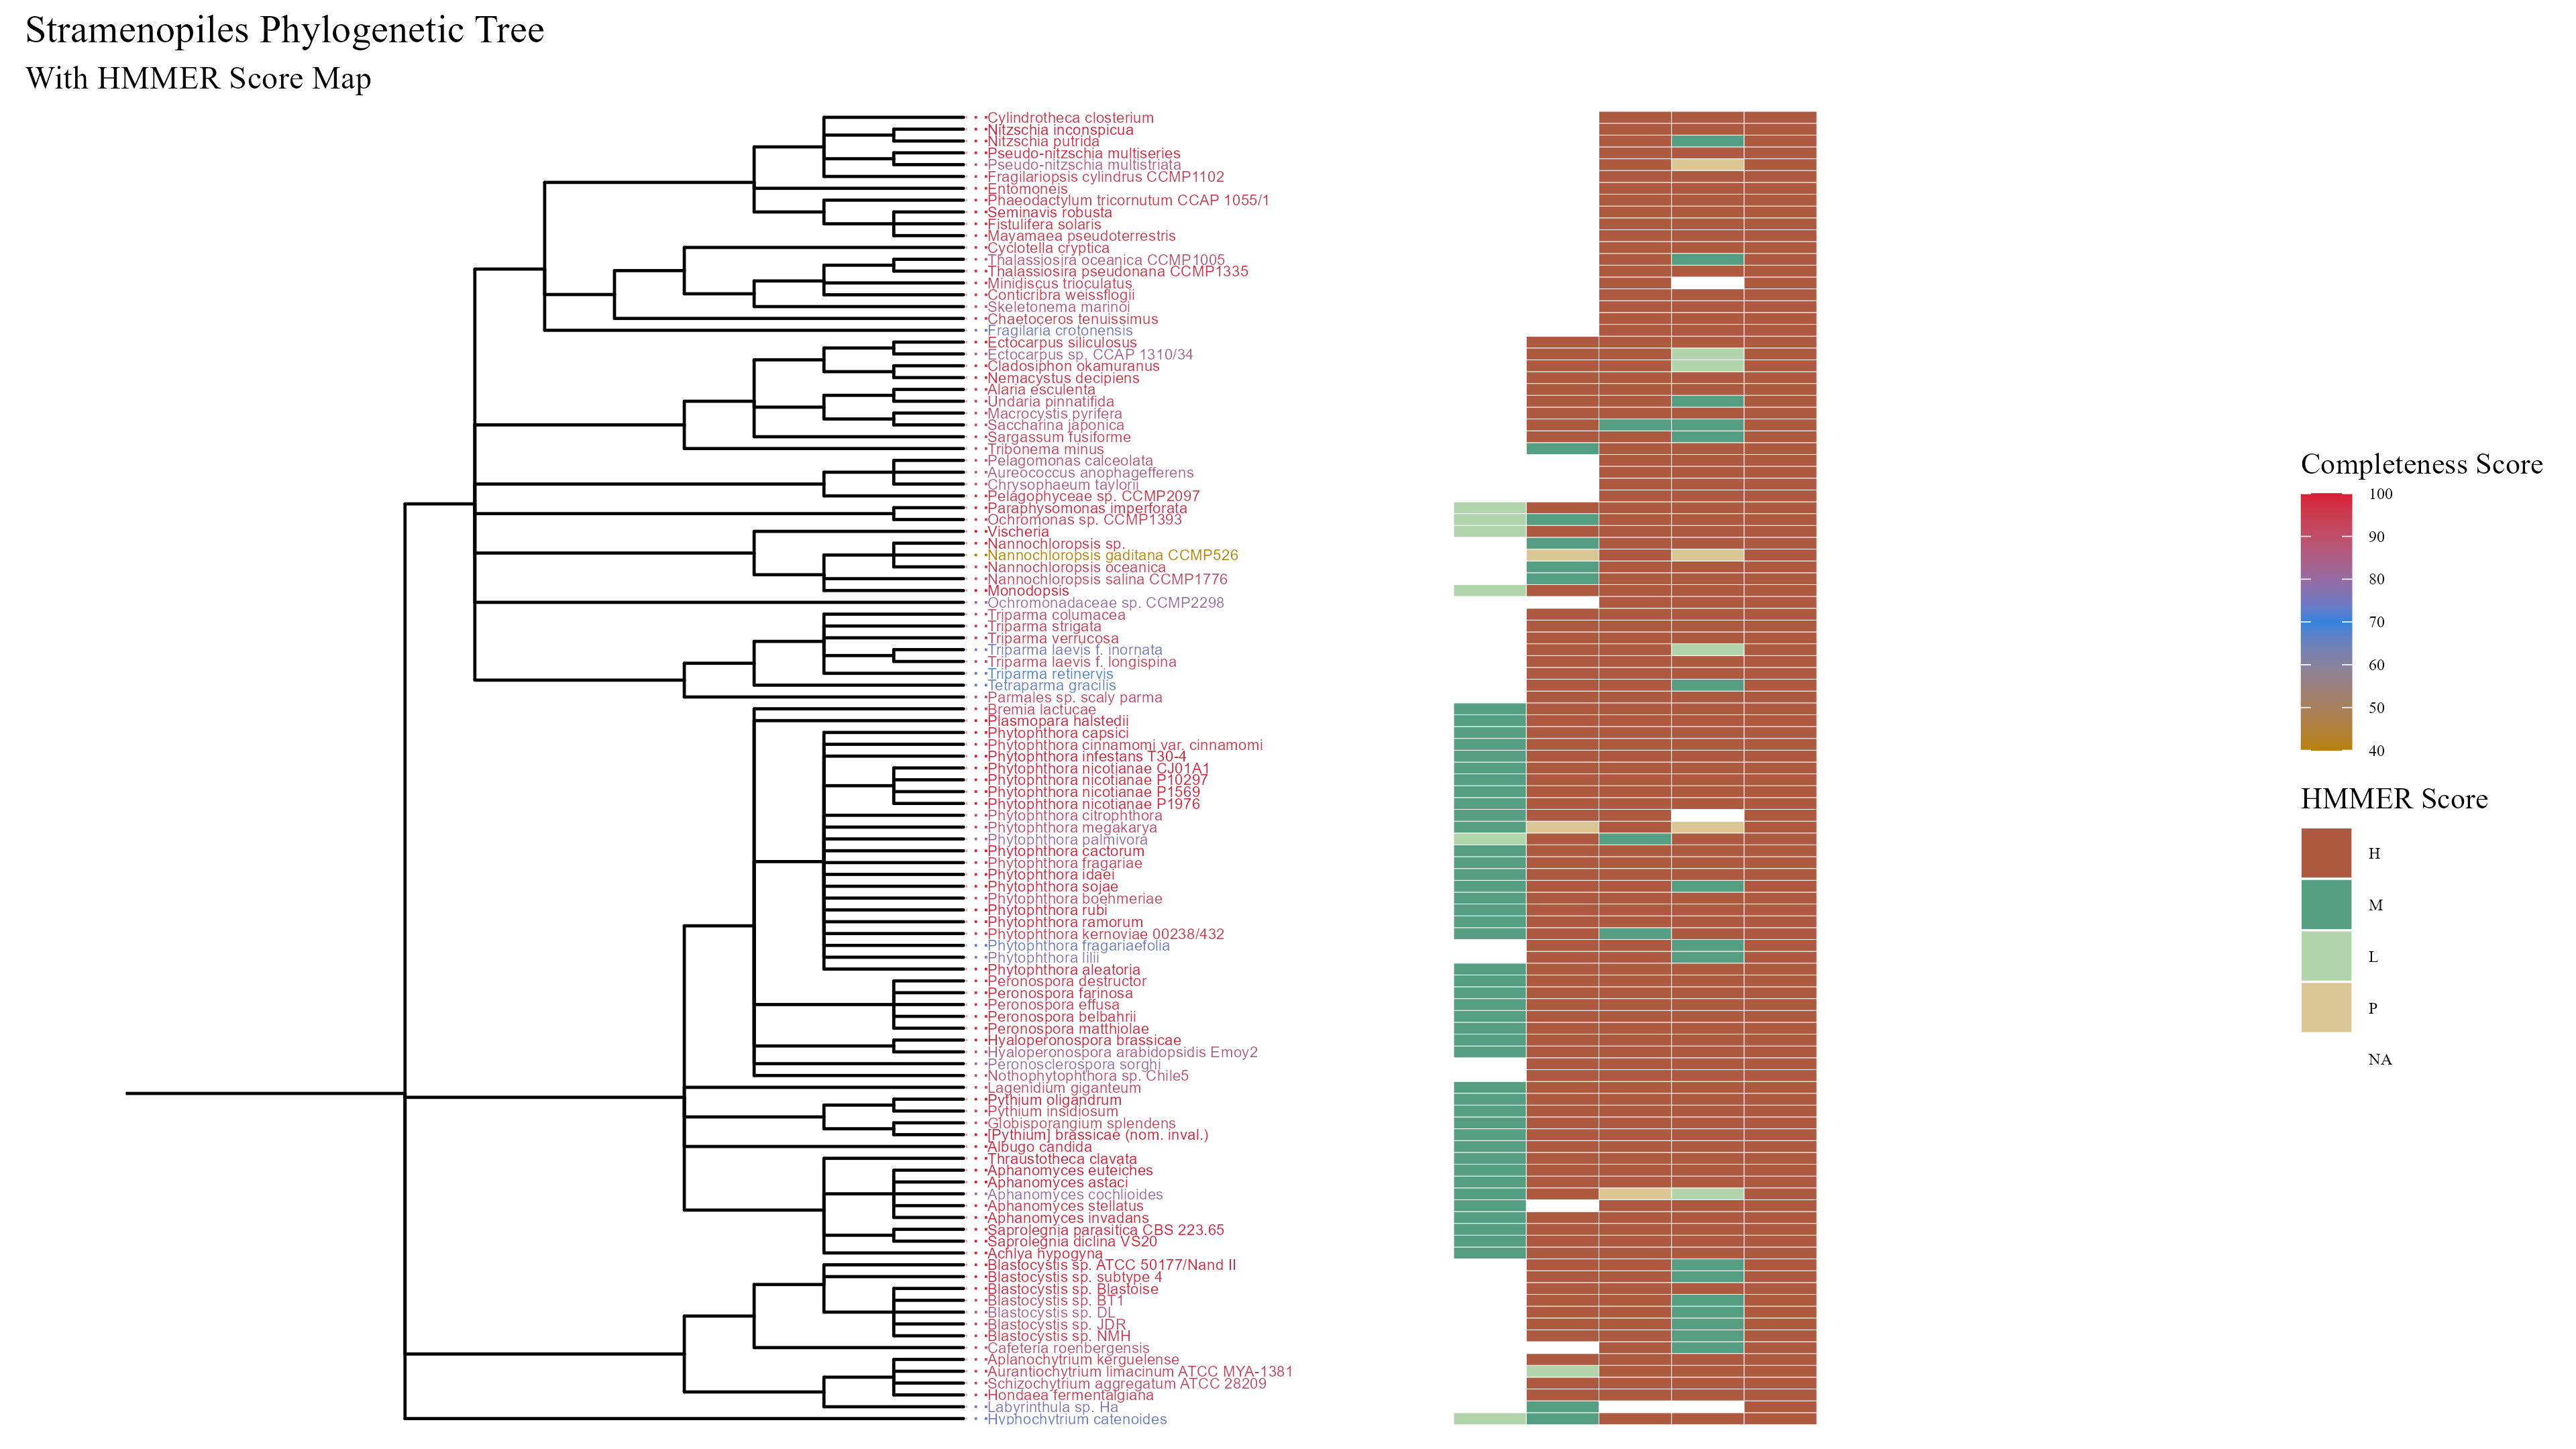 Stramenopiles Phylogenetic Tree
With HMMER Score Map
Cylindrotheca closterium
Nitzschia inconspicua
Nitzschia putrida
Pseudo-nitzschia multiseries
Pseudo-nitzschia multistriata
Fragilariopsis cylindrus CCMP1102
Entomoneis
Phaeodactylum tricornutum CCAP 1055/1
Seminavis robusta
Fistulifera solaris
Mayamaea pseudoterrestris
Cyclotella cryptica
Thalassiosira oceanica CCMP1005
Thalassiosira pseudonana CCMP1335
Minidiscus trioculatus
Conticribra weissflogii
Skeletonema marinoi
Chaetoceros tenuissimus
Fragilaria crotonensis
Ectocarpus siliculosus
Ectocarpus sp. CCAP 1310/34
Cladosiphon okamuranus
Nemacystus decipiens
Alaria esculenta
Undaria pinnatifida
Macrocystis pyrifera
Saccharina japonica
Sargassum fusiforme
Tribonema minus
Pelagomonas calceolata
Aureococcus anophagefferens
Chrysophaeum taylorii
Pelagophyceae sp. CCMP2097
Paraphysomonas imperforata
Ochromonas sp. CCMP1393
Vischeria
Nannochloropsis sp.
Nannochloropsis gaditana CCMP526
Nannochloropsis oceanica
Nannochloropsis salina CCMP1776
Monodopsis
Ochromonadaceae sp. CCMP2298
Triparma columacea
Triparma strigata
Triparma verrucosa
Triparma laevis f. inornata
Triparma laevis f. longispina
Triparma retinervis
Tetraparma gracilis
Parmales sp. scaly parma
Bremia lactucae
Plasmopara halstedii
Phytophthora capsici
Phytophthora cinnamomi var. cinnamomi
Phytophthora infestans T30-4
Phytophthora nicotianae CJ01A1
Phytophthora nicotianae P10297
Phytophthora nicotianae P1569
Phytophthora nicotianae P1976
Phytophthora citrophthora
Phytophthora megakarya
Phytophthora palmivora
Phytophthora cactorum
Phytophthora fragariae
Phytophthora idaei
Phytophthora sojae
Phytophthora boehmeriae
Phytophthora rubi
Phytophthora ramorum
Phytophthora kernoviae 00238/432
Phytophthora fragariaefolia
Phytophthora lilii
Phytophthora aleatoria
Peronospora destructor
Peronospora farinosa
Peronospora effusa
Peronospora belbahrii
Peronospora matthiolae
Hyaloperonospora brassicae
Hyaloperonospora arabidopsidis Emoy2
Peronosclerospora sorghi
Nothophytophthora sp. Chile5
Lagenidium giganteum
Pythium oligandrum
Pythium insidiosum
Globisporangium splendens
[Pythium] brassicae (nom. inval.)
Albugo candida
Thraustotheca clavata
Aphanomyces euteiches
Aphanomyces astaci
Aphanomyces cochlioides
Aphanomyces stellatus
Aphanomyces invadans
Saprolegnia parasitica CBS 223.65
Saprolegnia diclina VS20
Achlya hypogyna
Blastocystis sp. ATCC 50177/Nand II
Blastocystis sp. subtype 4
Blastocystis sp. Blastoise
Blastocystis sp. BT1
Blastocystis sp. DL
Blastocystis sp. JDR
Blastocystis sp. NMH
Cafeteria roenbergensis
Aplanochytrium kerguelense
Aurantiochytrium limacinum ATCC MYA-1381
Schizochytrium aggregatum ATCC 28209
Hondaea fermentalgiana
Labyrinthula sp. Ha
Hyphochytrium catenoides
Completeness Score
100
90
80
70
60
50
40
HMMER Score
H
M
L
P
NA